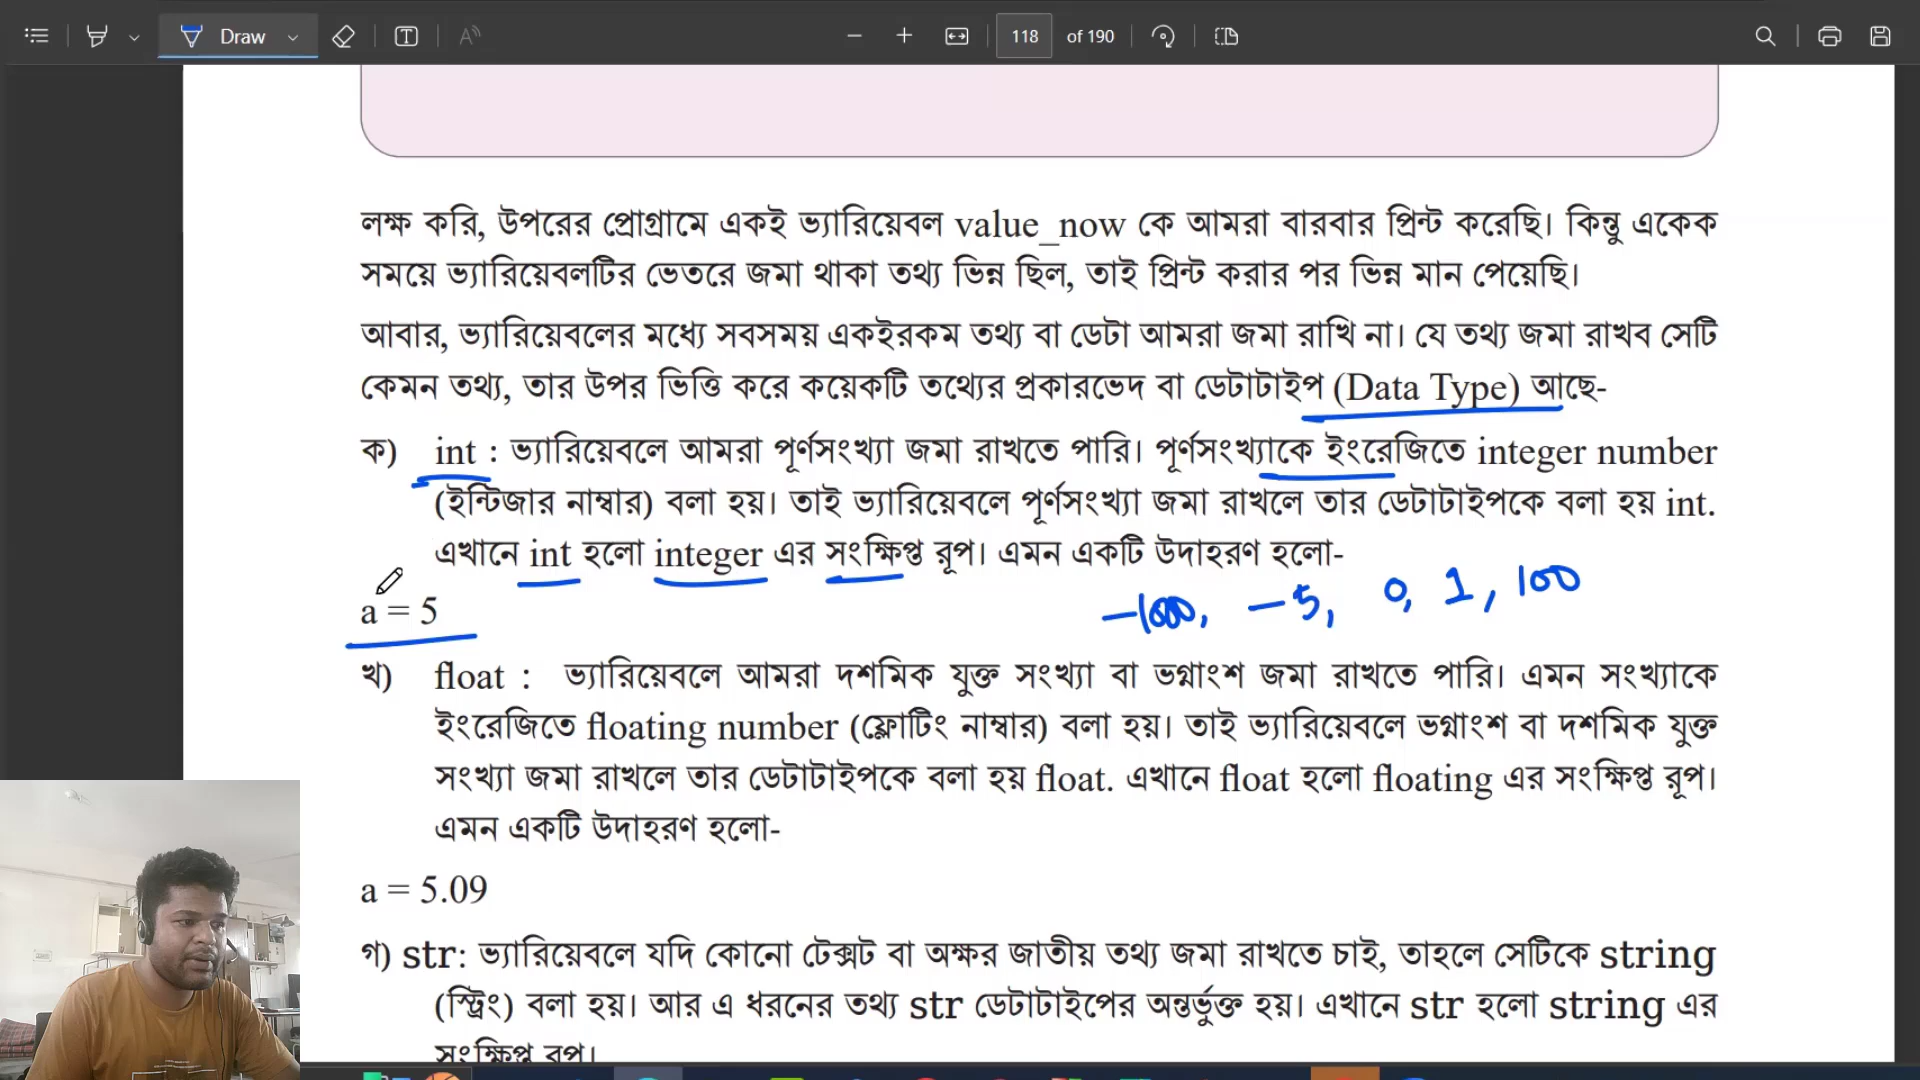 Draw
118 of 190
লক্ষ করি, উপরের প্রোগ্রামে একই ভ্যারিয়েবল value_now কে আমরা বারবার প্রিন্ট করেছি। কিন্তু একেক
সময়ে ভ্যারিয়েবলটির ভেতরে জমা থাকা তথ্য ভিন্ন ছিল, তাই প্রিন্ট করার পর ভিন্ন মান পেয়েছি।
আবার, ভ্যারিয়েবলের মধ্যে সবসময় একইরকম তথ্য বা ডেটা আমরা জমা রাখি না। যে তথ্য জমা রাখব সেটি
কেমন তথ্য, তার উপর ভিত্তি করে কয়েকটি তথ্যের প্রকারভেদ বা ডেটাটাইপ (Data Type) আছে-
ক) int : ভ্যারিয়েবলে আমরা পূর্ণসংখ্যা জমা রাখতে পারি। পূর্ণসংখ্যাকে ইংরেজিতে integer number
(ইন্টিজার নাম্বার) বলা হয়। তাই ভ্যারিয়েবলে পূর্ণসংখ্যা জমা রাখলে তার ডেটাটাইপকে বলা হয় int.
এখানে int হলো integer এর সংক্ষিপ্ত রূপ। এমন একটি উদাহরণ হলো-
-1000, -5, 0, 1, 100
a = 5
খ) float : ভ্যারিয়েবলে আমরা দশমিক যুক্ত সংখ্যা বা ভগ্নাংশ জমা রাখতে পারি। এমন সংখ্যাকে
ইংরেজিতে floating number (ফ্লোটিং নাম্বার) বলা হয়। তাই ভ্যারিয়েবলে ভগ্নাংশ বা দশমিক যুক্ত
সংখ্যা জমা রাখলে তার ডেটাটাইপকে বলা হয় float. এখানে float হলো floating এর সংক্ষিপ্ত রূপ।
এমন একটি উদাহরণ হলো-
a = 5.09
গ) str: ভ্যারিয়েবলে যদি কোনো টেক্সট বা অক্ষর জাতীয় তথ্য জমা রাখতে চাই, তাহলে সেটিকে string
(স্ট্রিং) বলা হয়। আর এ ধরনের তথ্য str ডেটাটাইপের অন্তর্ভুক্ত হয়। এখানে str হলো string এর
সংক্ষিপ্ত রূপ।